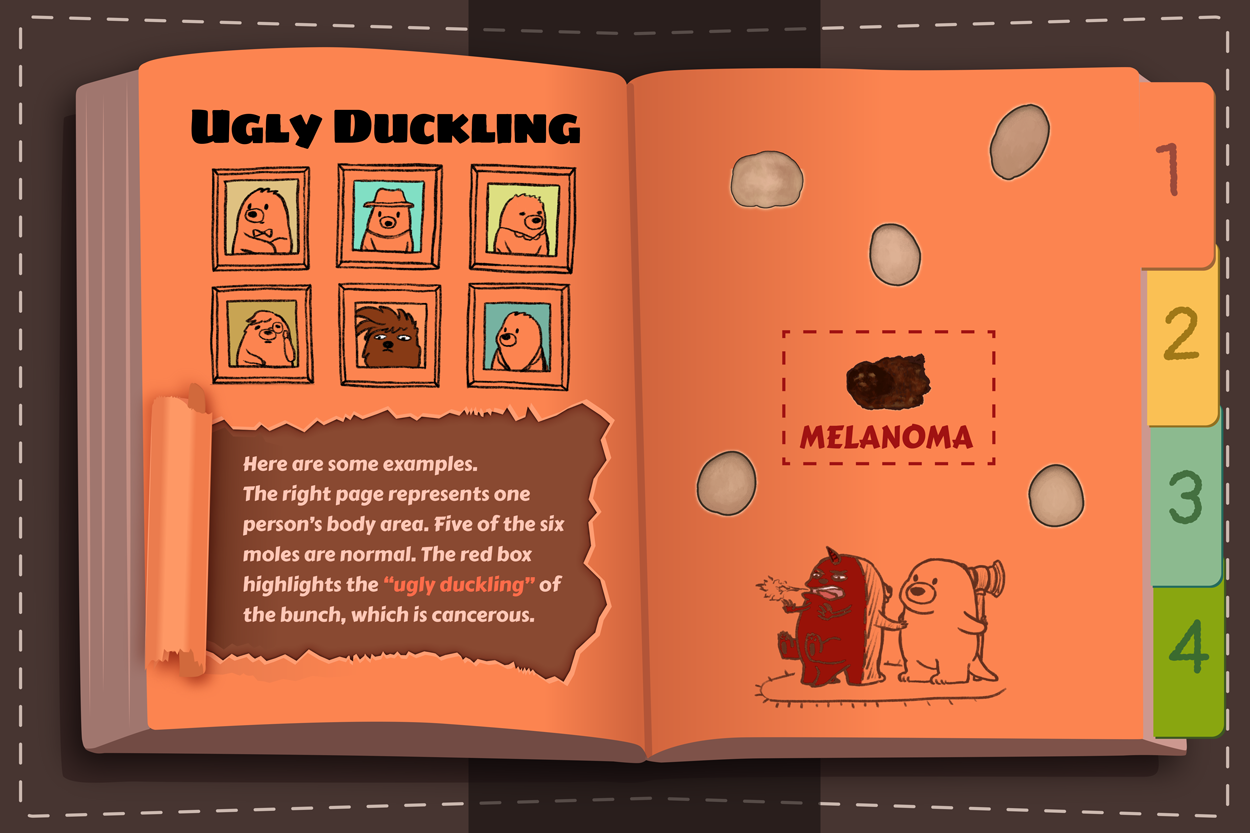 Ugly Duckling
Here are some examples.
The right page represents one
person's body area. Five of the six
moles are normal. The red box
highlights the “ugly duckling” of
the bunch, which is cancerous.
MELANOMA
1
2
3
4